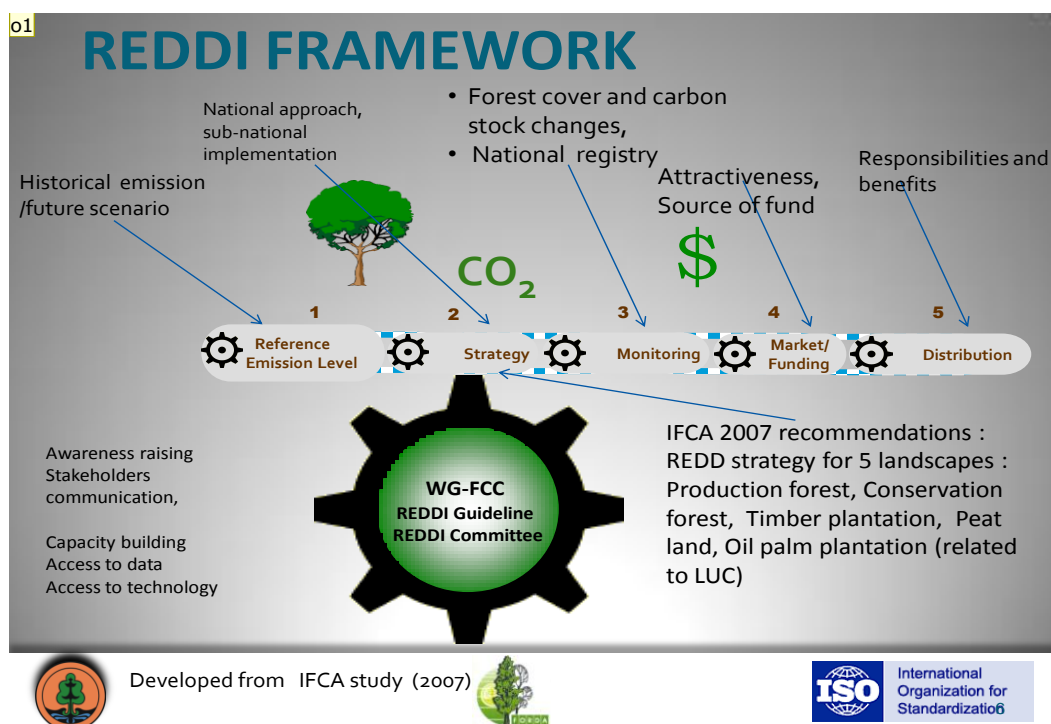 o1
REDDI FRAMEWORK
National approach,
sub-national
implementation
• Forest cover and carbon
stock changes,
• National registry
Historical emission
/future scenario
Attractiveness,
Source of fund
Responsibilities and
benefits
CO₂
$
1
2
3
4
5
Reference
Emission Level
Strategy
Monitoring
Market/
Funding
Distribution
WG-FCC
REDDI Guideline
REDDI Committee
Awareness raising
Stakeholders
communication,
Capacity building
Access to data
Access to technology
IFCA 2007 recommendations :
REDD strategy for 5 landscapes :
Production forest, Conservation
forest, Timber plantation, Peat
land, Oil palm plantation (related
to LUC)
Developed from IFCA study (2007)
FORDA
ISO
International
Organization for
Standardization
6